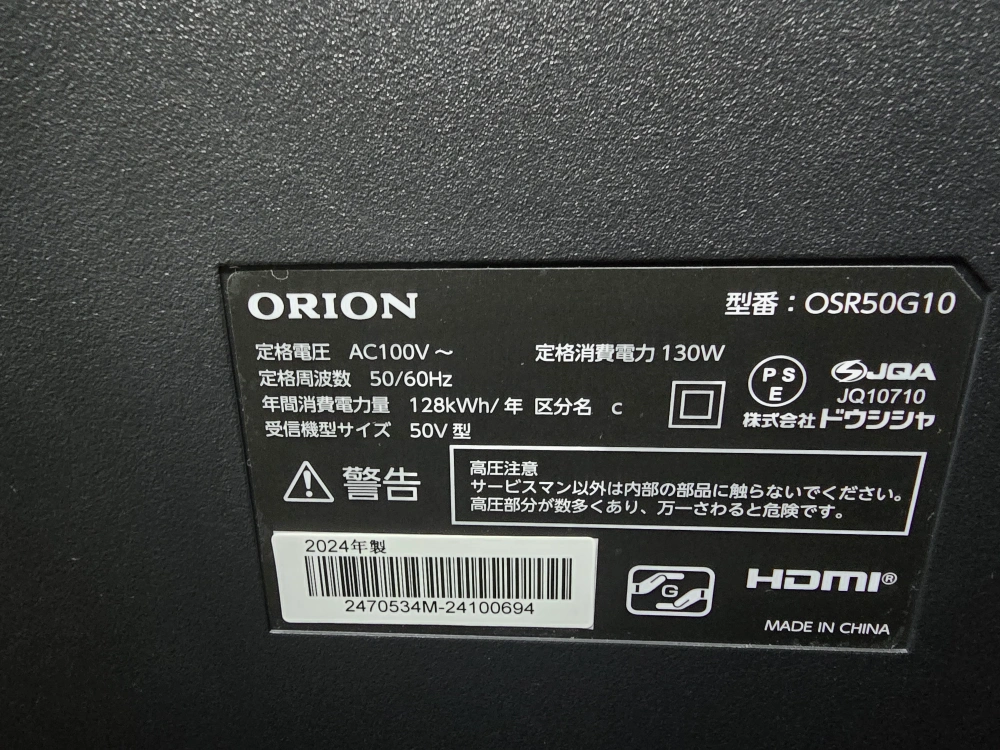 ORION
型番：OSR50G10
定格電圧 AC100V～
定格消費電力 130W
定格周波数 50/60Hz
年間消費電力量 128kWh/年 区分名 c
受信機型サイズ 50V型
PSE
JQA
JQ10710
株式会社ドウシシャ
警告
高圧注意
サービスマン以外は内部の部品に触らないでください。
高圧部分が数多くあり、万一さわると危険です。
2024年製
2470534M-24100694
G
HDMI®
MADE IN CHINA